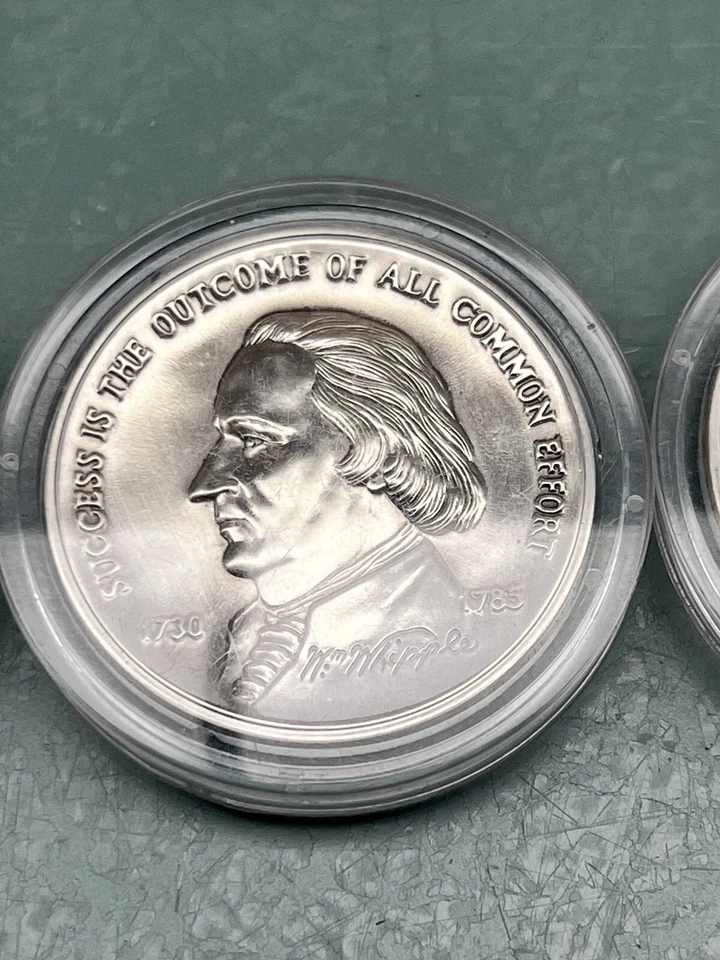 SUCCESS IS THE OUTCOME OF ALL COMMON EFFORT
1730
1785
Wm Whipple